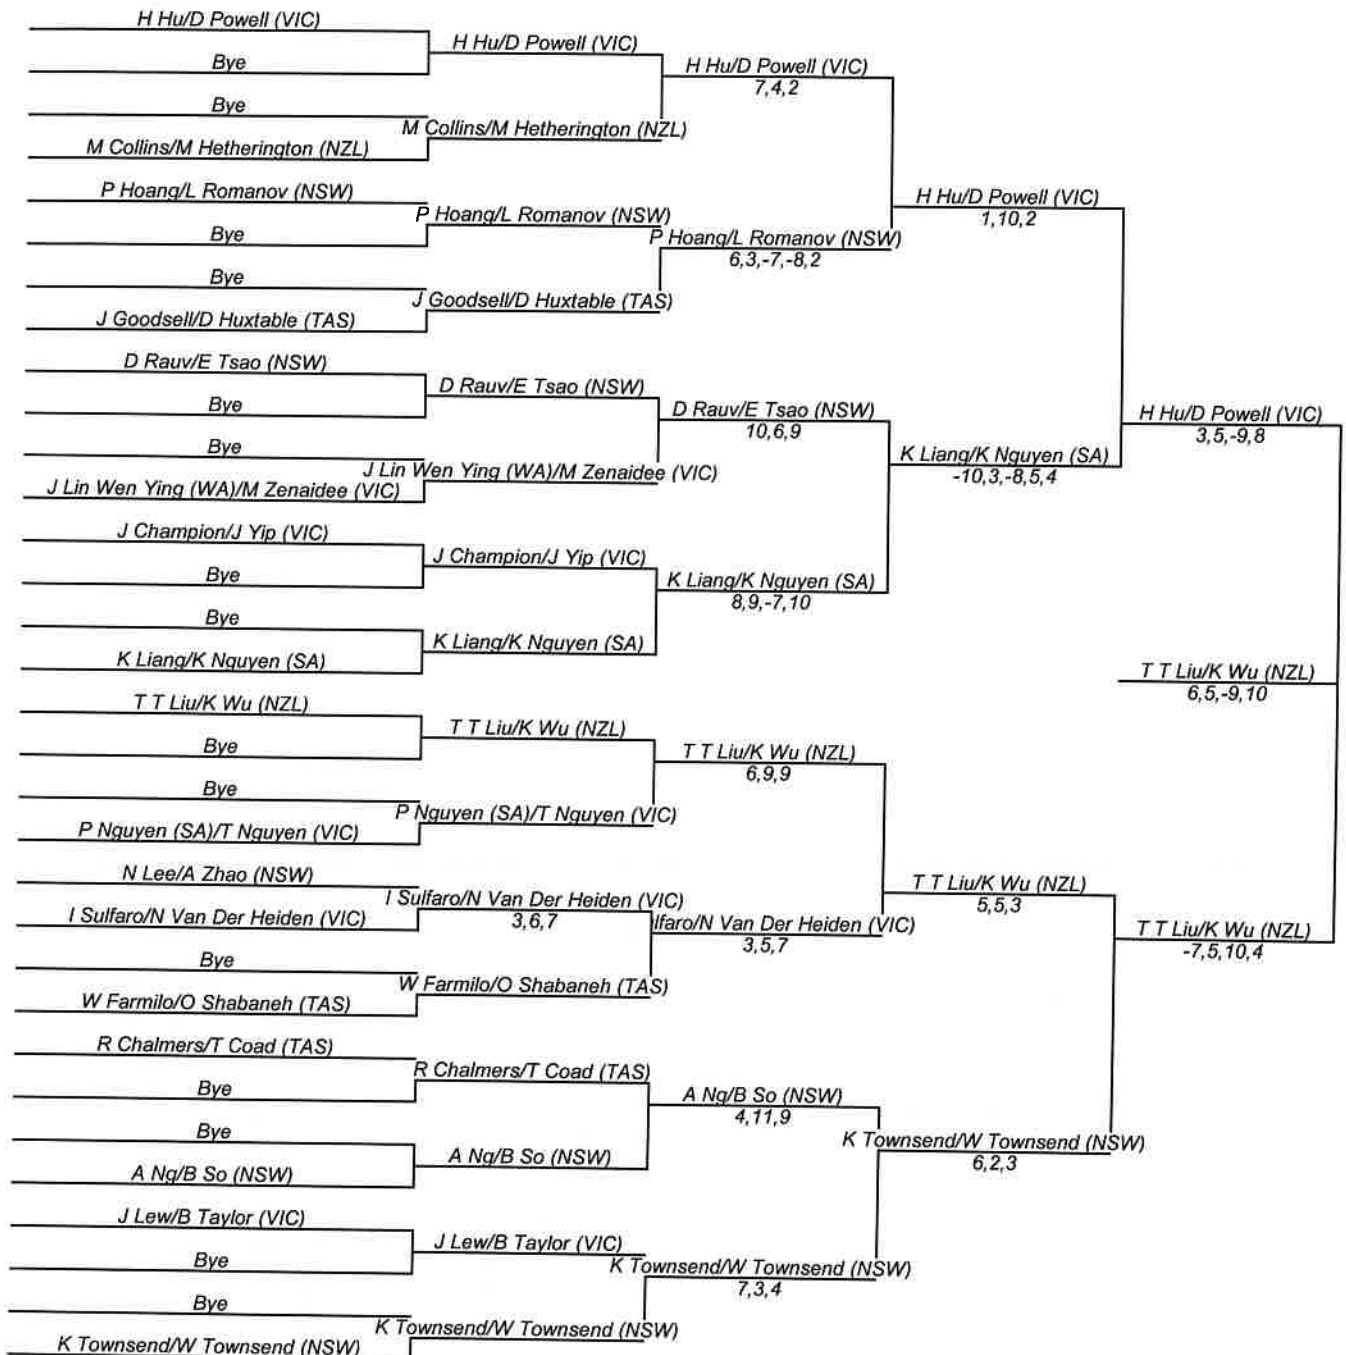 H Hu/D Powell (VIC)
Bye
Bye
M Collins/M Hetherington (NZL)
P Hoang/L Romanov (NSW)
Bye
Bye
J Goodsell/D Huxtable (TAS)
D Rauv/E Tsao (NSW)
Bye
Bye
J Lin Wen Ying (WA)/M Zenaidee (VIC)
J Champion/J Yip (VIC)
Bye
Bye
K Liang/K Nguyen (SA)
T T Liu/K Wu (NZL)
Bye
Bye
P Nguyen (SA)/T Nguyen (VIC)
N Lee/A Zhao (NSW)
I Sulfaro/N Van Der Heiden (VIC)
Bye
W Farmilo/O Shabaneh (TAS)
R Chalmers/T Coad (TAS)
Bye
Bye
A Ng/B So (NSW)
J Lew/B Taylor (VIC)
Bye
Bye
K Townsend/W Townsend (NSW)
H Hu/D Powell (VIC)
M Collins/M Hetherington (NZL)
P Hoang/L Romanov (NSW)
J Goodsell/D Huxtable (TAS)
D Rauv/E Tsao (NSW)
J Lin Wen Ying (WA)/M Zenaidee (VIC)
J Champion/J Yip (VIC)
K Liang/K Nguyen (SA)
T T Liu/K Wu (NZL)
P Nguyen (SA)/T Nguyen (VIC)
I Sulfaro/N Van Der Heiden (VIC)
3,6,7
W Farmilo/O Shabaneh (TAS)
R Chalmers/T Coad (TAS)
A Ng/B So (NSW)
J Lew/B Taylor (VIC)
K Townsend/W Townsend (NSW)
H Hu/D Powell (VIC)
7,4,2
P Hoang/L Romanov (NSW)
6,3,-7,-8,2
D Rauv/E Tsao (NSW)
10,6,9
K Liang/K Nguyen (SA)
8,9,-7,10
T T Liu/K Wu (NZL)
6,9,9
lfaro/N Van Der Heiden (VIC)
3,5,7
A Ng/B So (NSW)
4,11,9
K Townsend/W Townsend (NSW)
7,3,4
H Hu/D Powell (VIC)
1,10,2
K Liang/K Nguyen (SA)
-10,3,-8,5,4
T T Liu/K Wu (NZL)
5,5,3
K Townsend/W Townsend (NSW)
6,2,3
H Hu/D Powell (VIC)
3,5,-9,8
T T Liu/K Wu (NZL)
6,5,-9,10
T T Liu/K Wu (NZL)
-7,5,10,4